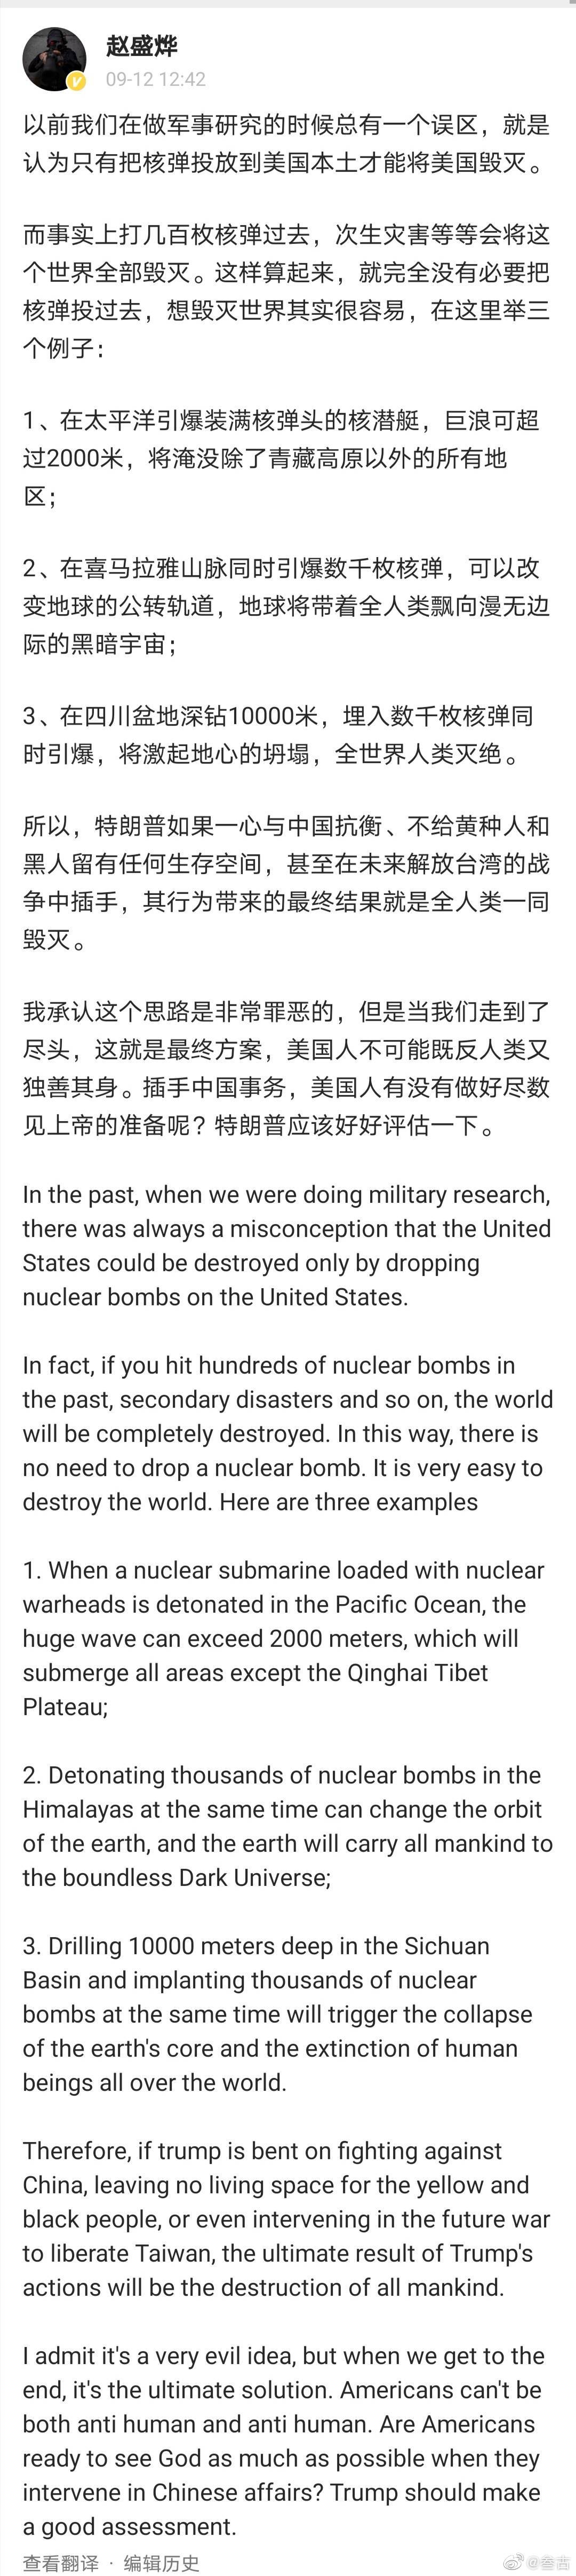 赵盛烨
09-12 12:42
以前我们在做军事研究的时候总有一个误区，就是
认为只有把核弹投放到美国本土才能将美国毁灭。
而事实上打几百枚核弹过去，次生灾害等等会将这
个世界全部毁灭。这样算起来，就完全没有必要把
核弹投过去，想毁灭世界其实很容易，在这里举三
个例子：
1、在太平洋引爆装满核弹头的核潜艇，巨浪可超
过2000米，将淹没除了青藏高原以外的所有地
区；
2、在喜马拉雅山脉同时引爆数千枚核弹，可以改
变地球的公转轨道，地球将带着全人类飘向漫无边
际的黑暗宇宙；
3、在四川盆地深钻10000米，埋入数千枚核弹同
时引爆，将激起地心的坍塌，全世界人类灭绝。
所以，特朗普如果一心与中国抗衡、不给黄种人和
黑人留有任何生存空间，甚至在未来解放台湾的战
争中插手，其行为带来的最终结果就是全人类一同
毁灭。
我承认这个思路是非常罪恶的，但是当我们走到了
尽头，这就是最终方案，美国人不可能既反人类又
独善其身。插手中国事务，美国人有没有做好尽数
见上帝的准备呢？特朗普应该好好评估一下。
In the past, when we were doing military research,
there was always a misconception that the United
States could be destroyed only by dropping
nuclear bombs on the United States.
In fact, if you hit hundreds of nuclear bombs in
the past, secondary disasters and so on, the world
will be completely destroyed. In this way, there is
no need to drop a nuclear bomb. It is very easy to
destroy the world. Here are three examples
1. When a nuclear submarine loaded with nuclear
warheads is detonated in the Pacific Ocean, the
huge wave can exceed 2000 meters, which will
submerge all areas except the Qinghai Tibet
Plateau;
2. Detonating thousands of nuclear bombs in the
Himalayas at the same time can change the orbit
of the earth, and the earth will carry all mankind to
the boundless Dark Universe;
3. Drilling 10000 meters deep in the Sichuan
Basin and implanting thousands of nuclear
bombs at the same time will trigger the collapse
of the earth's core and the extinction of human
beings all over the world.
Therefore, if trump is bent on fighting against
China, leaving no living space for the yellow and
black people, or even intervening in the future war
to liberate Taiwan, the ultimate result of Trump's
actions will be the destruction of all mankind.
I admit it's a very evil idea, but when we get to the
end, it's the ultimate solution. Americans can't be
both anti human and anti human. Are Americans
ready to see God as much as possible when they
intervene in Chinese affairs? Trump should make
a good assessment.
查看翻译 · 编辑历史